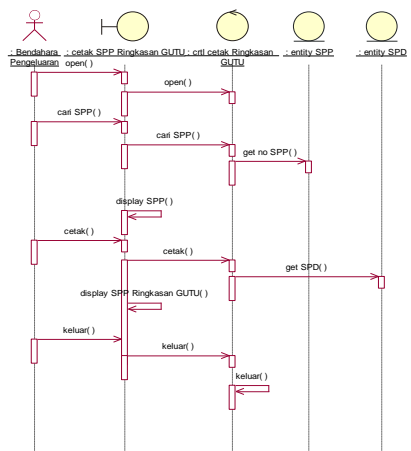 : Bendahara Pengeluaran
: cetak SPP Ringkasan GUTU
: crtl cetak Ringkasan GUTU
: entity SPP
: entity SPD
open( )
open( )
cari SPP( )
cari SPP( )
get no SPP( )
display SPP( )
cetak( )
cetak( )
get SPD( )
display SPP Ringkasan GUTU( )
keluar( )
keluar( )
keluar( )